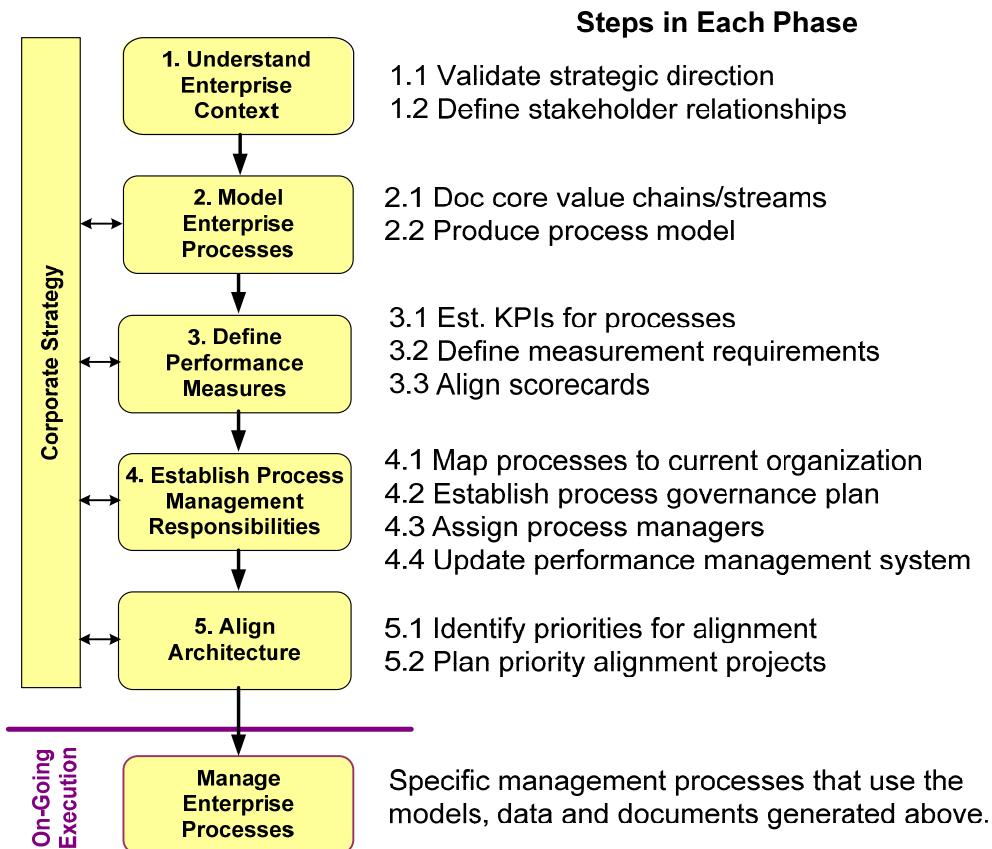 Steps in Each Phase
Corporate Strategy
1. Understand
Enterprise
Context
1.1 Validate strategic direction
1.2 Define stakeholder relationships
2. Model
Enterprise
Processes
2.1 Doc core value chains/streams
2.2 Produce process model
3. Define
Performance
Measures
3.1 Est. KPIs for processes
3.2 Define measurement requirements
3.3 Align scorecards
4. Establish Process
Management
Responsibilities
4.1 Map processes to current organization
4.2 Establish process governance plan
4.3 Assign process managers
4.4 Update performance management system
5. Align
Architecture
5.1 Identify priorities for alignment
5.2 Plan priority alignment projects
On-Going
Execution
Manage
Enterprise
Processes
Specific management processes that use the
models, data and documents generated above.